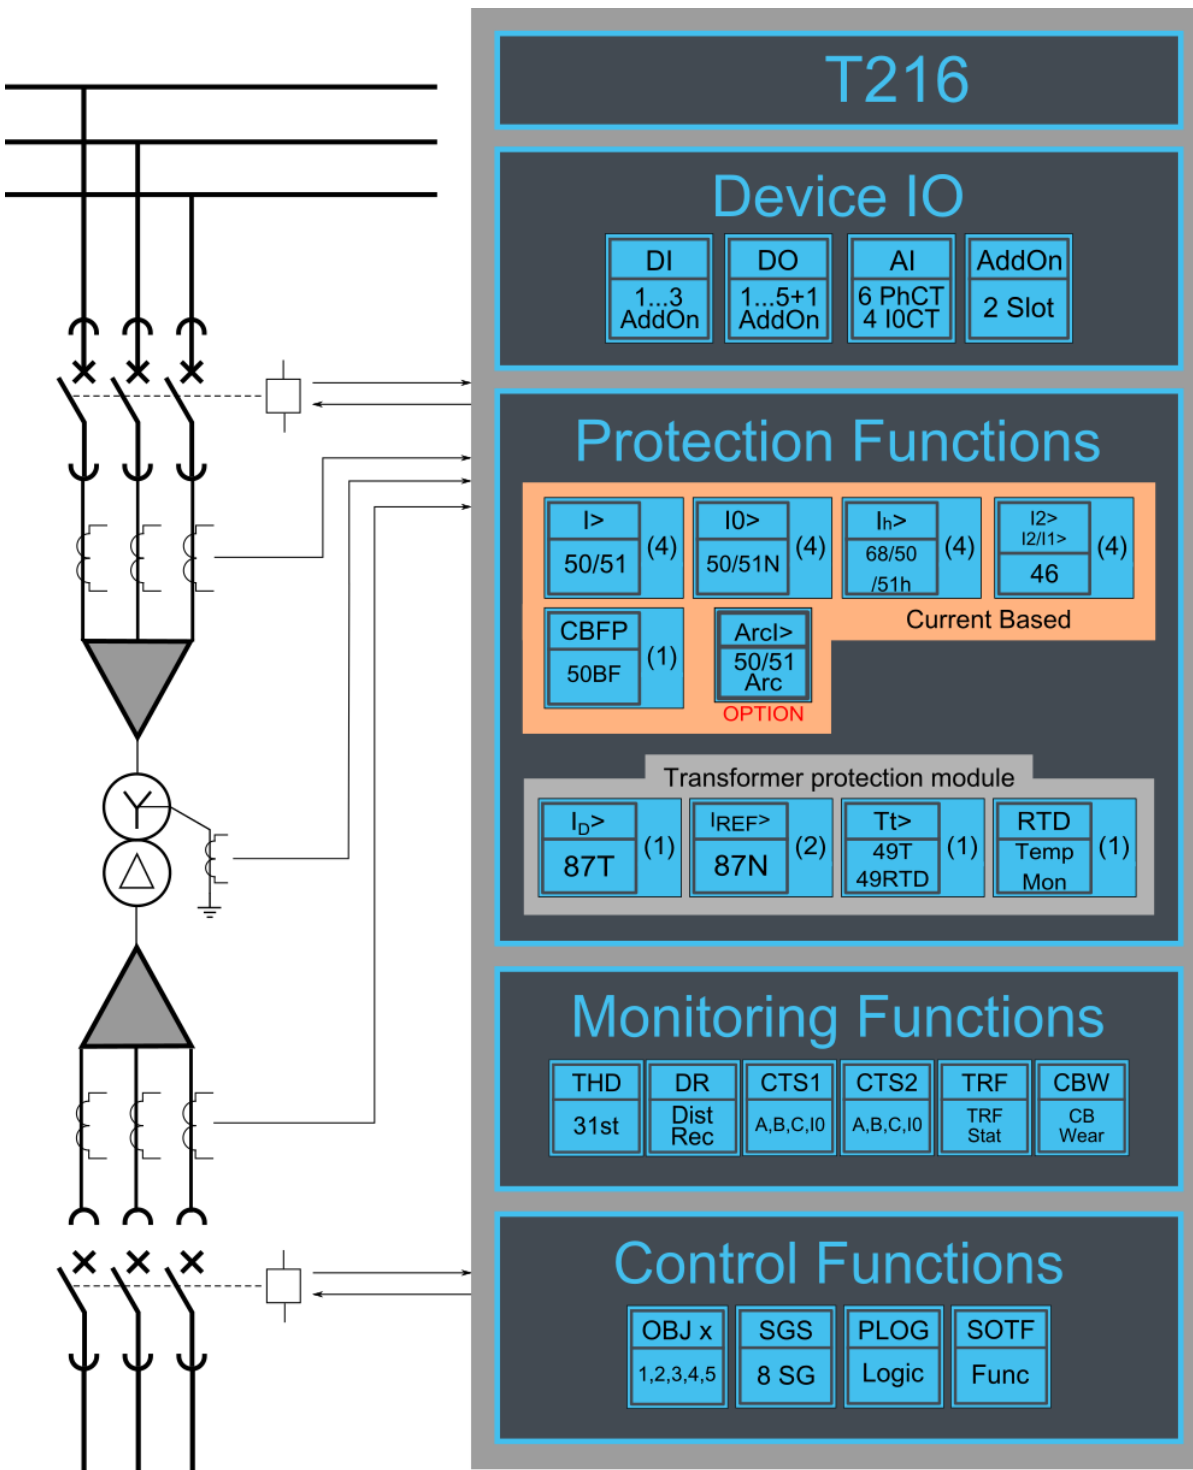 T216
Device IO
DI
1...3
AddOn
DO
1...5+1
AddOn
AI
6 PhCT
4 I0CT
AddOn
2 Slot
Protection Functions
I>
50/51
(4)
I0>
50/51N
(4)
Ih>
68/50
/51h
(4)
I2>
I2/I1>
46
(4)
Current Based
CBFP
50BF
(1)
ArcI>
50/51
Arc
OPTION
Transformer protection module
ID>
87T
(1)
IREF>
87N
(2)
Tt>
49T
49RTD
(1)
RTD
Temp
Mon
(1)
Monitoring Functions
THD
31st
DR
Dist
Rec
CTS1
A,B,C,I0
CTS2
A,B,C,I0
TRF
TRF
Stat
CBW
CB
Wear
Control Functions
OBJ x
1,2,3,4,5
SGS
8 SG
PLOG
Logic
SOTF
Func